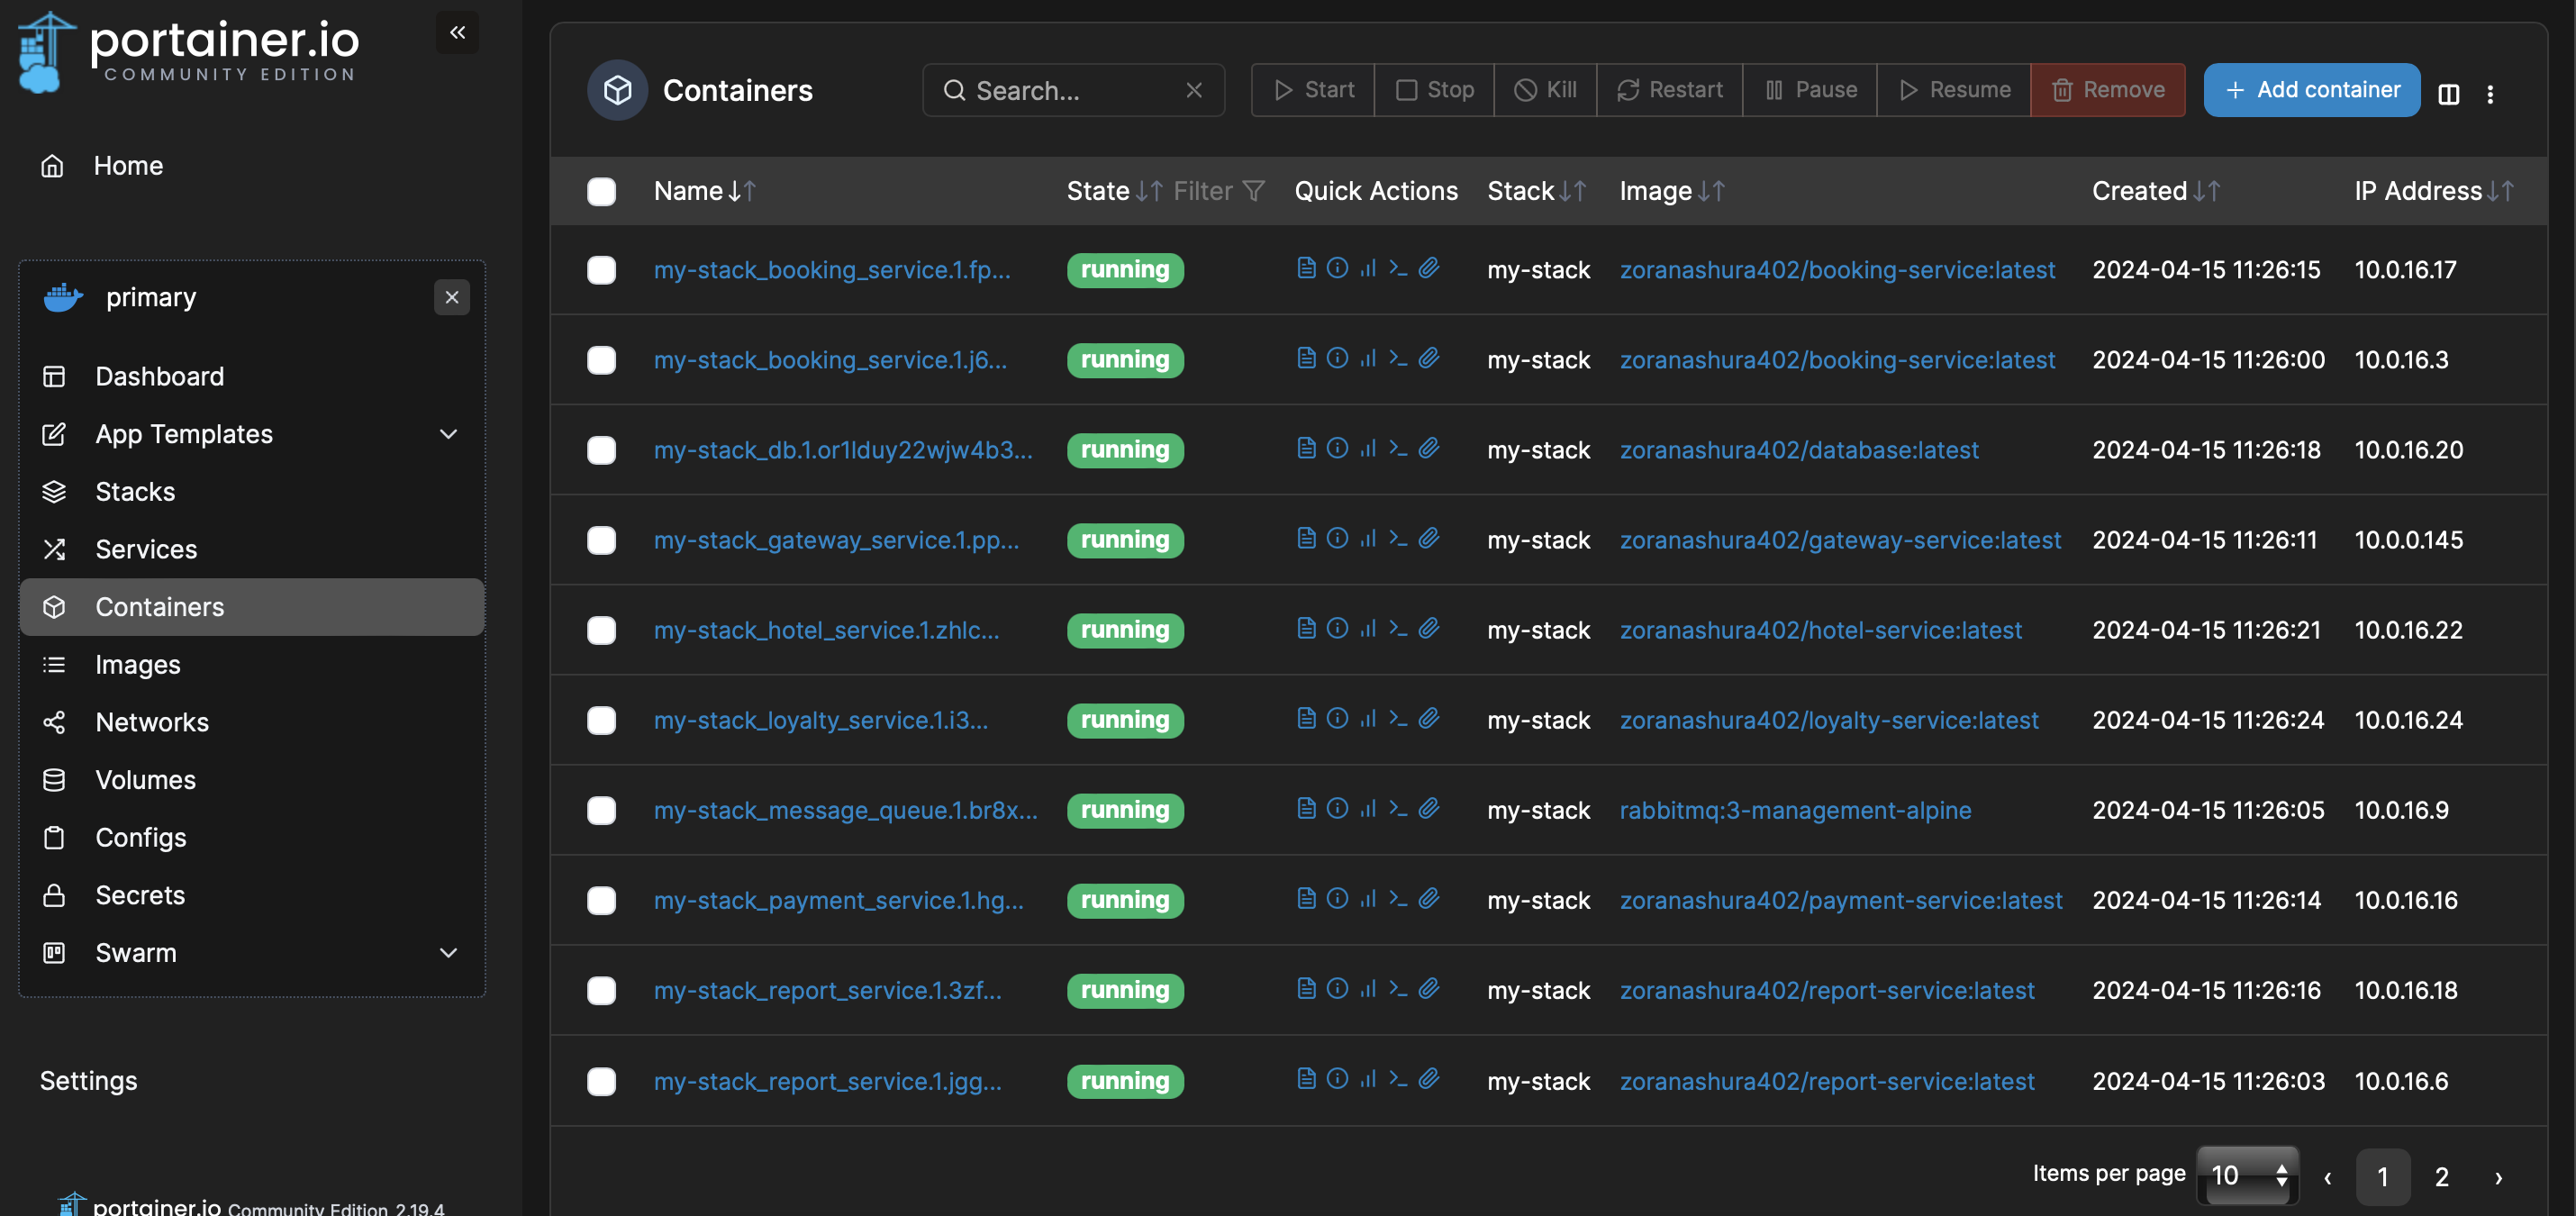 portainer.io
COMMUNITY EDITION
Home
primary
Dashboard
App Templates
Stacks
Services
Containers
Images
Networks
Volumes
Configs
Secrets
Swarm
Settings
portainer.io Community Edition 2.19.4
Containers
Search...
Start Stop Kill Restart Pause Resume Remove Add container
Name State Filter Quick Actions Stack Image Created IP Address
my-stack_booking_service.1.fp... running my-stack zoranashura402/booking-service:latest 2024-04-15 11:26:15 10.0.16.17
my-stack_booking_service.1.j6... running my-stack zoranashura402/booking-service:latest 2024-04-15 11:26:00 10.0.16.3
my-stack_db.1.or1lduy22wjw4b3... running my-stack zoranashura402/database:latest 2024-04-15 11:26:18 10.0.16.20
my-stack_gateway_service.1.pp... running my-stack zoranashura402/gateway-service:latest 2024-04-15 11:26:11 10.0.0.145
my-stack_hotel_service.1.zhlc... running my-stack zoranashura402/hotel-service:latest 2024-04-15 11:26:21 10.0.16.22
my-stack_loyalty_service.1.i3... running my-stack zoranashura402/loyalty-service:latest 2024-04-15 11:26:24 10.0.16.24
my-stack_message_queue.1.br8x... running my-stack rabbitmq:3-management-alpine 2024-04-15 11:26:05 10.0.16.9
my-stack_payment_service.1.hg... running my-stack zoranashura402/payment-service:latest 2024-04-15 11:26:14 10.0.16.16
my-stack_report_service.1.3zf... running my-stack zoranashura402/report-service:latest 2024-04-15 11:26:16 10.0.16.18
my-stack_report_service.1.jgg... running my-stack zoranashura402/report-service:latest 2024-04-15 11:26:03 10.0.16.6
Items per page 10 ‹ 1 2 ›